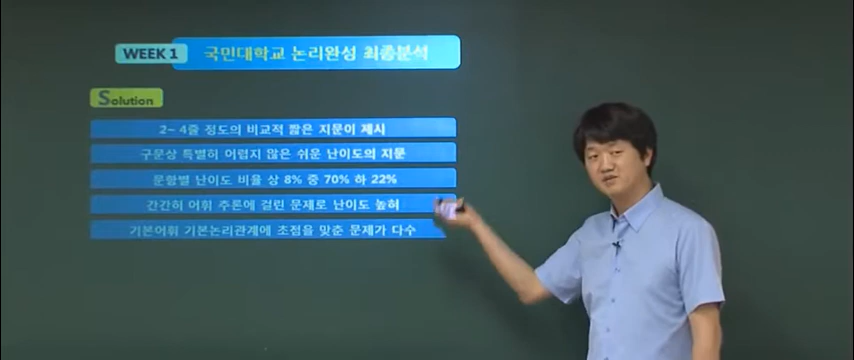 WEEK 1
국민대학교 논리완성 최종분석
Solution
2~ 4줄 정도의 비교적 짧은 지문이 제시
구문상 특별히 어렵지 않은 쉬운 난이도의 지문
문항별 난이도 비율 상 8% 중 70% 하 22%
간간히 어휘 추론에 걸린 문제로 난이도 높혀
기본어휘 기본논리관계에 초점을 맞춘 문제가 다수